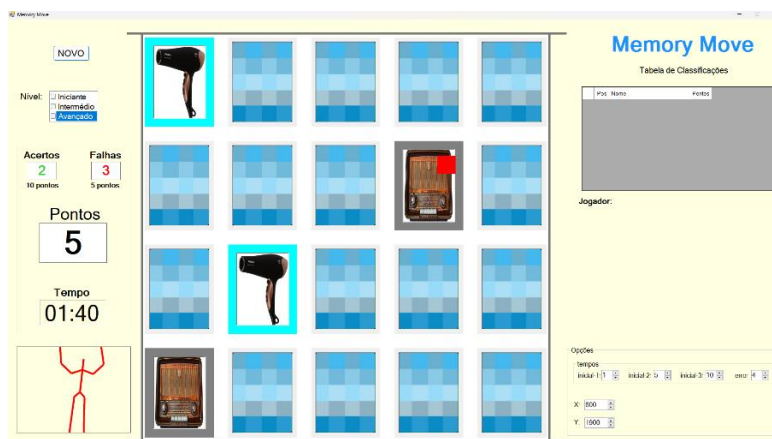 Memory Move
NOVO
Nível:
Iniciante
Intermédio
Avançado
Acertos
Falhas
2
3
10 pontos
5 pontos
Pontos
5
Tempo
01:40
Memory Move
Tabela de Classificações
Pos Nome Pontos
Jogador:
Opções
tempos
inicial-1: 1 inicial-2: 5 inicial-3: 10 erro: 4
X: 800
Y: 1900